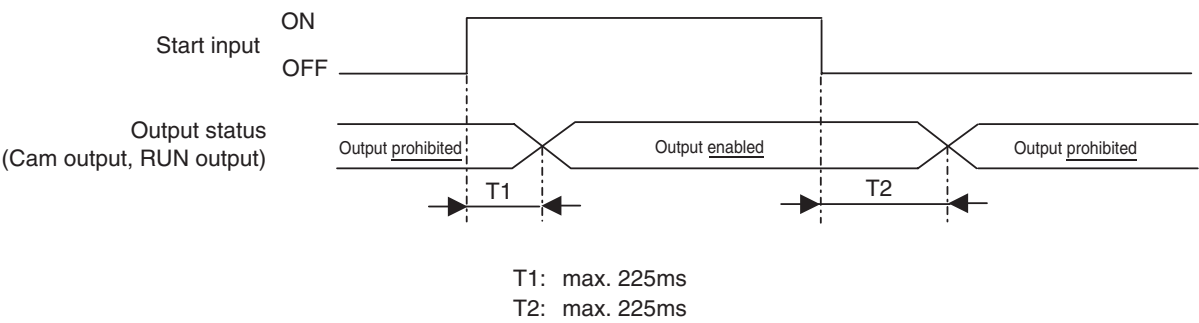 ON
Start input
OFF
Output status
(Cam output, RUN output)
Output prohibited
Output enabled
Output prohibited
T1
T2
T1: max. 225ms
T2: max. 225ms